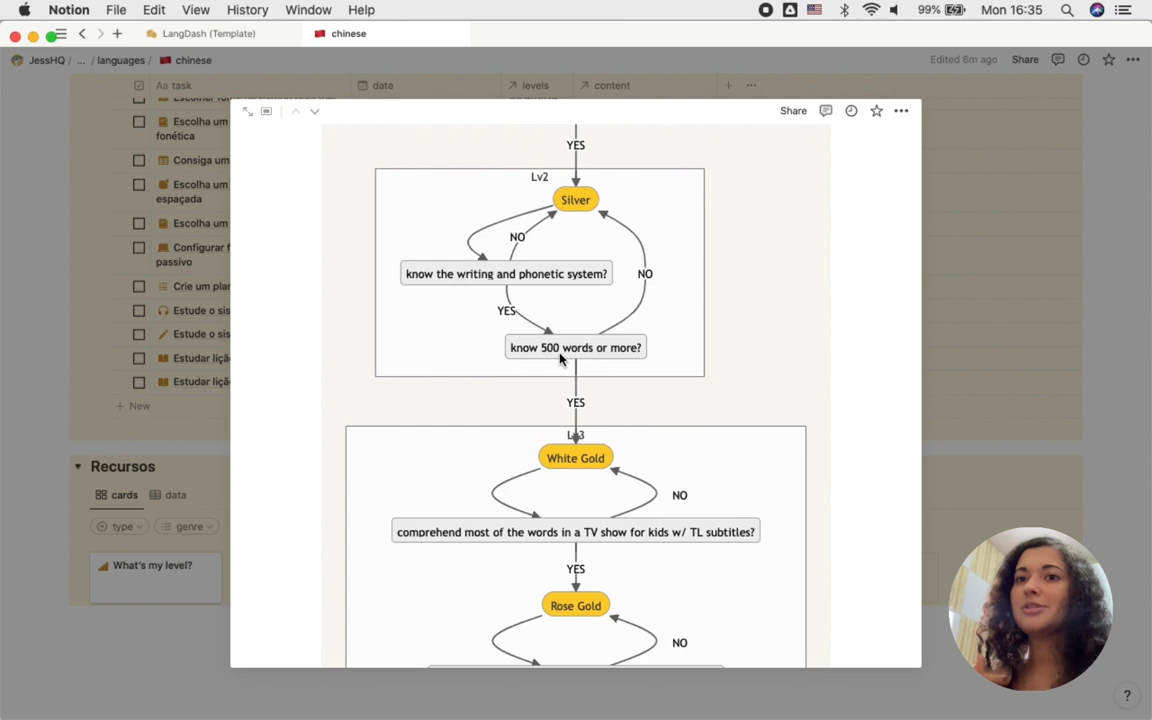 Notion File Edit View History Window Help 99% Mon 16:35
LangDash (Template) chinese
JessHQ / ... / languages / chinese Edited 6m ago Share
Aa task date levels content
Escolha um
fonética
Consiga um
Escolha um
espaçada
Escolha um
Configurar f
passivo
Crie um plan
Estude o sis
Estude o sis
Estudar liçã
Estudar liçã
+ New
Recursos
cards data
type genre
What's my level?
Share
YES
Lv2
Silver
NO
know the writing and phonetic system?
NO
YES
know 500 words or more?
YES
White Gold
NO
comprehend most of the words in a TV show for kids w/ TL subtitles?
YES
Rose Gold
NO
?